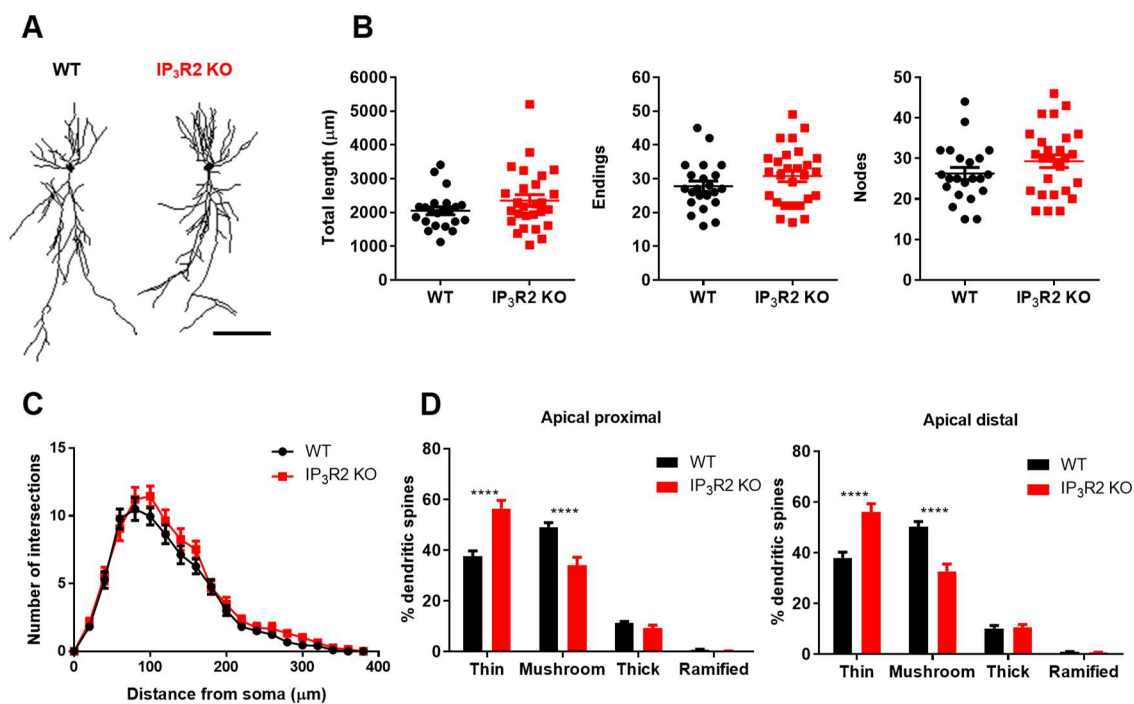 A
WT
IP₃R2 KO
B
Total length (μm)
6000
5000
4000
3000
2000
1000
0
WT
IP₃R2 KO
Endings
60
40
20
0
WT
IP₃R2 KO
Nodes
50
40
30
20
10
0
WT
IP₃R2 KO
C
Number of intersections
15
10
5
0
0
100
200
300
400
Distance from soma (μm)
WT
IP₃R2 KO
D
Apical proximal
% dendritic spines
80
60
40
20
0
WT
IP₃R2 KO
****
****
Thin
Mushroom
Thick
Ramified
Apical distal
% dendritic spines
80
60
40
20
0
WT
IP₃R2 KO
****
****
Thin
Mushroom
Thick
Ramified